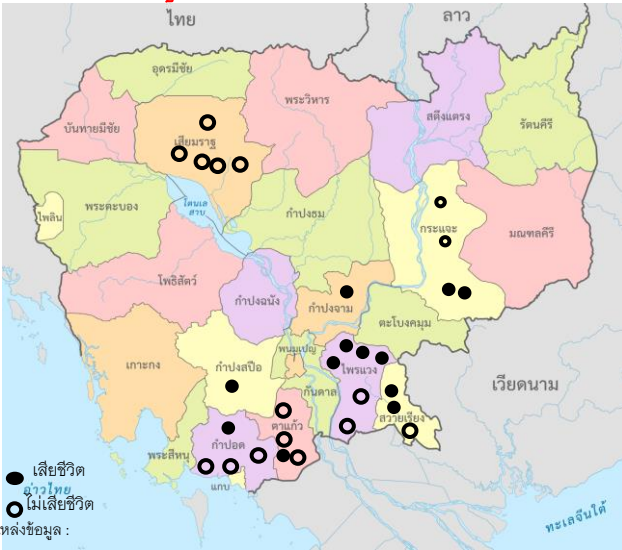 ไทย
ลาว
อุดรมีชัย
พระวิหาร
สตึงแตรง
รัตนคีรี
บันทายมีชัย
เสียมราฐ
พระตะบอง
ไพลิน
โตนเลสาบ
กำปงธม
กระแจะ
มณฑลคีรี
โพธิสัตว์
กำปงฉนัง
กำปงจาม
ตะโบงคมุม
เกาะกง
กำปงสปือ
พนมเปญ
กันดาล
ไพรแวง
สวายเรียง
เวียดนาม
ตาแก้ว
กำปอด
พระสีหนุ
แกบ
เสียชีวิต
อ่าวไทย
ไม่เสียชีวิต
หล่งข้อมูล :
ทะเลจีนใต้